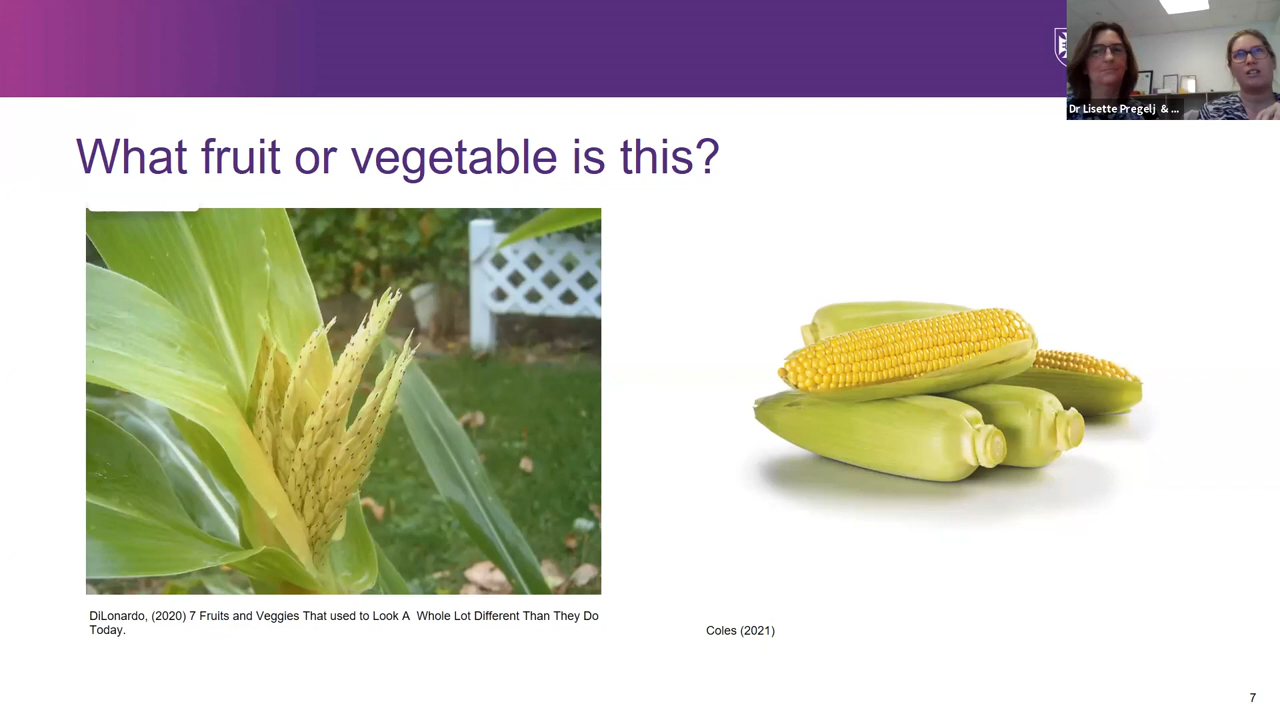 Dr Lisette Pregelj & ...
What fruit or vegetable is this?
DiLonardo, (2020) 7 Fruits and Veggies That used to Look A Whole Lot Different Than They Do
Today.
Coles (2021)
7